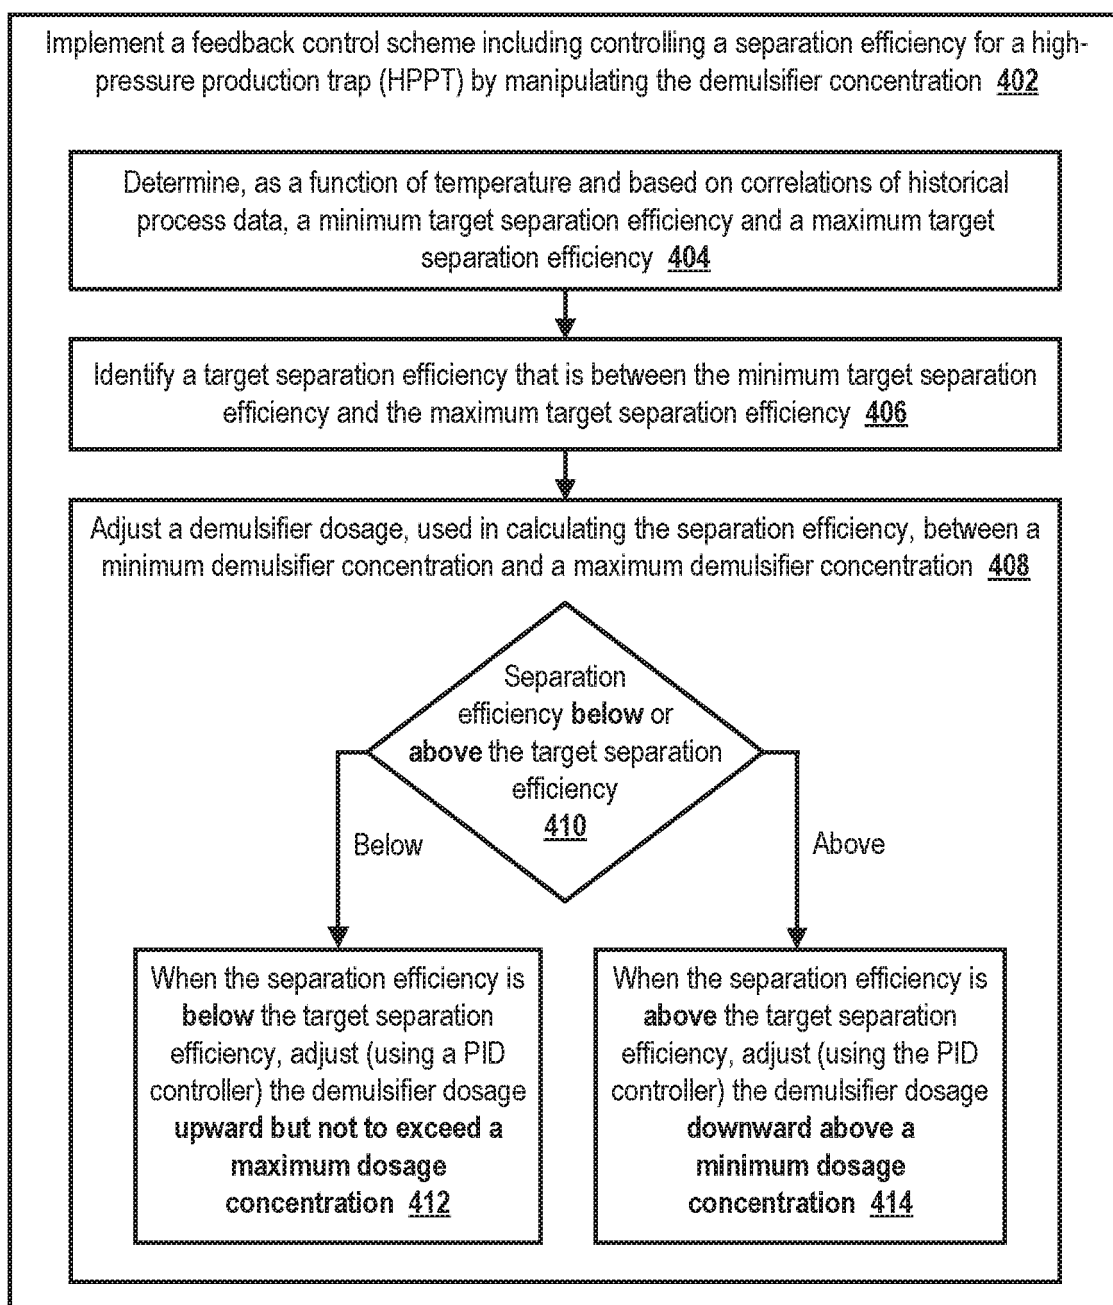 Implement a feedback control scheme including controlling a separation efficiency for a high-
pressure production trap (HPPT) by manipulating the demulsifier concentration 402
Determine, as a function of temperature and based on correlations of historical
process data, a minimum target separation efficiency and a maximum target
separation efficiency 404
Identify a target separation efficiency that is between the minimum target separation
efficiency and the maximum target separation efficiency 406
Adjust a demulsifier dosage, used in calculating the separation efficiency, between a
minimum demulsifier concentration and a maximum demulsifier concentration 408
Separation
efficiency below or
above the target separation
efficiency
410
Below
Above
When the separation efficiency is
below the target separation
efficiency, adjust (using a PID
controller) the demulsifier dosage
upward but not to exceed a
maximum dosage
concentration 412
When the separation efficiency is
above the target separation
efficiency, adjust (using the PID
controller) the demulsifier dosage
downward above a
minimum dosage
concentration 414